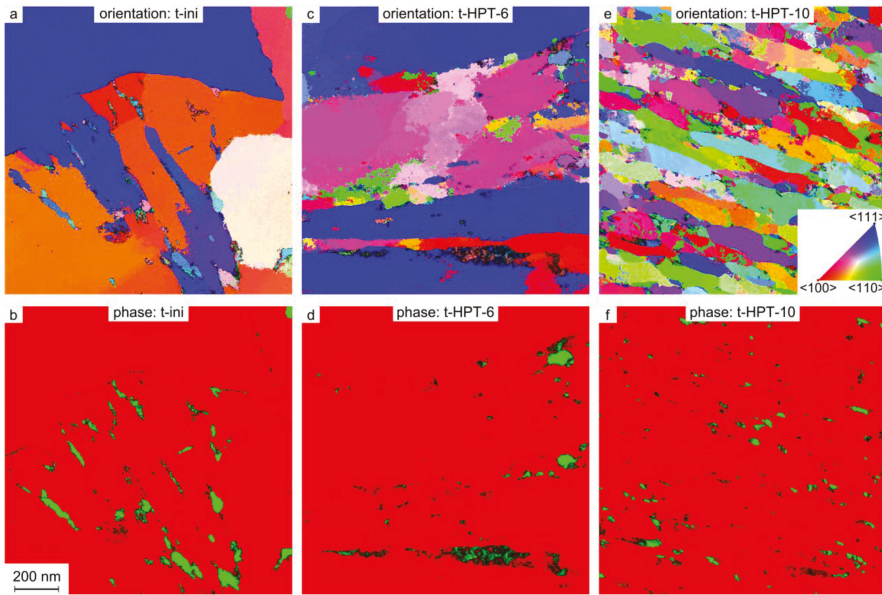 a orientation: t-ini
c orientation: t-HPT-6
e orientation: t-HPT-10
<111>
<100> <110>
b phase: t-ini
d phase: t-HPT-6
f phase: t-HPT-10
200 nm